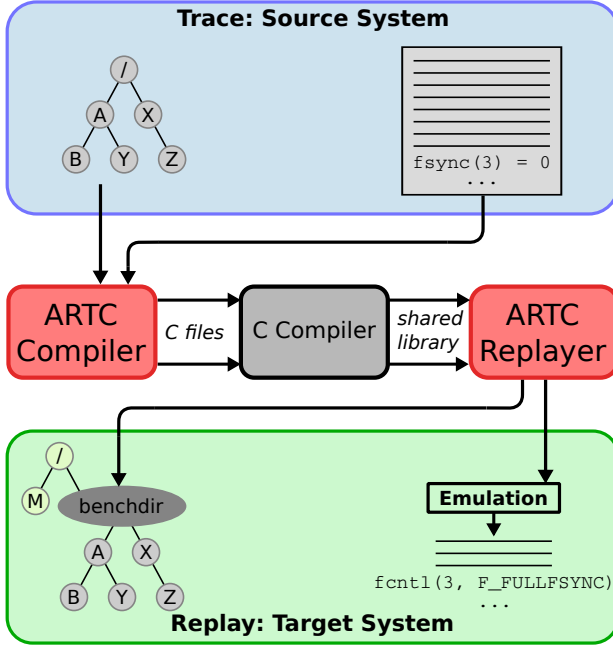 Trace: Source System
/
A
X
B
Y
Z
fsync(3) = 0
...
ARTC
Compiler
C files
C Compiler
shared
library
ARTC
Replayer
/
M
benchdir
A
X
B
Y
Z
Emulation
fcntl(3, F_FULLFSYNC)
...
Replay: Target System